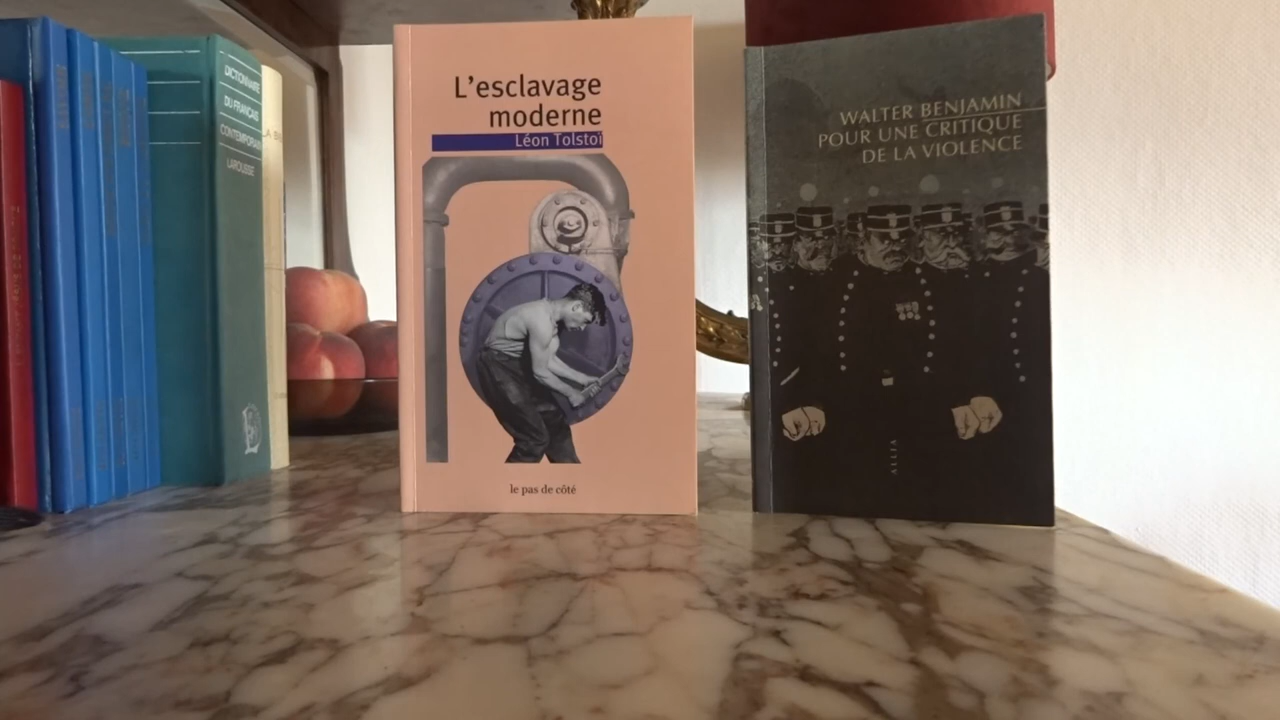 DICTIONNAIRE
DU FRANÇAIS
CONTEMPORAIN
LAROUSSE
L'esclavage
moderne
Léon Tolstoï
le pas de côté
WALTER BENJAMIN
POUR UNE CRITIQUE
DE LA VIOLENCE
ALLIA